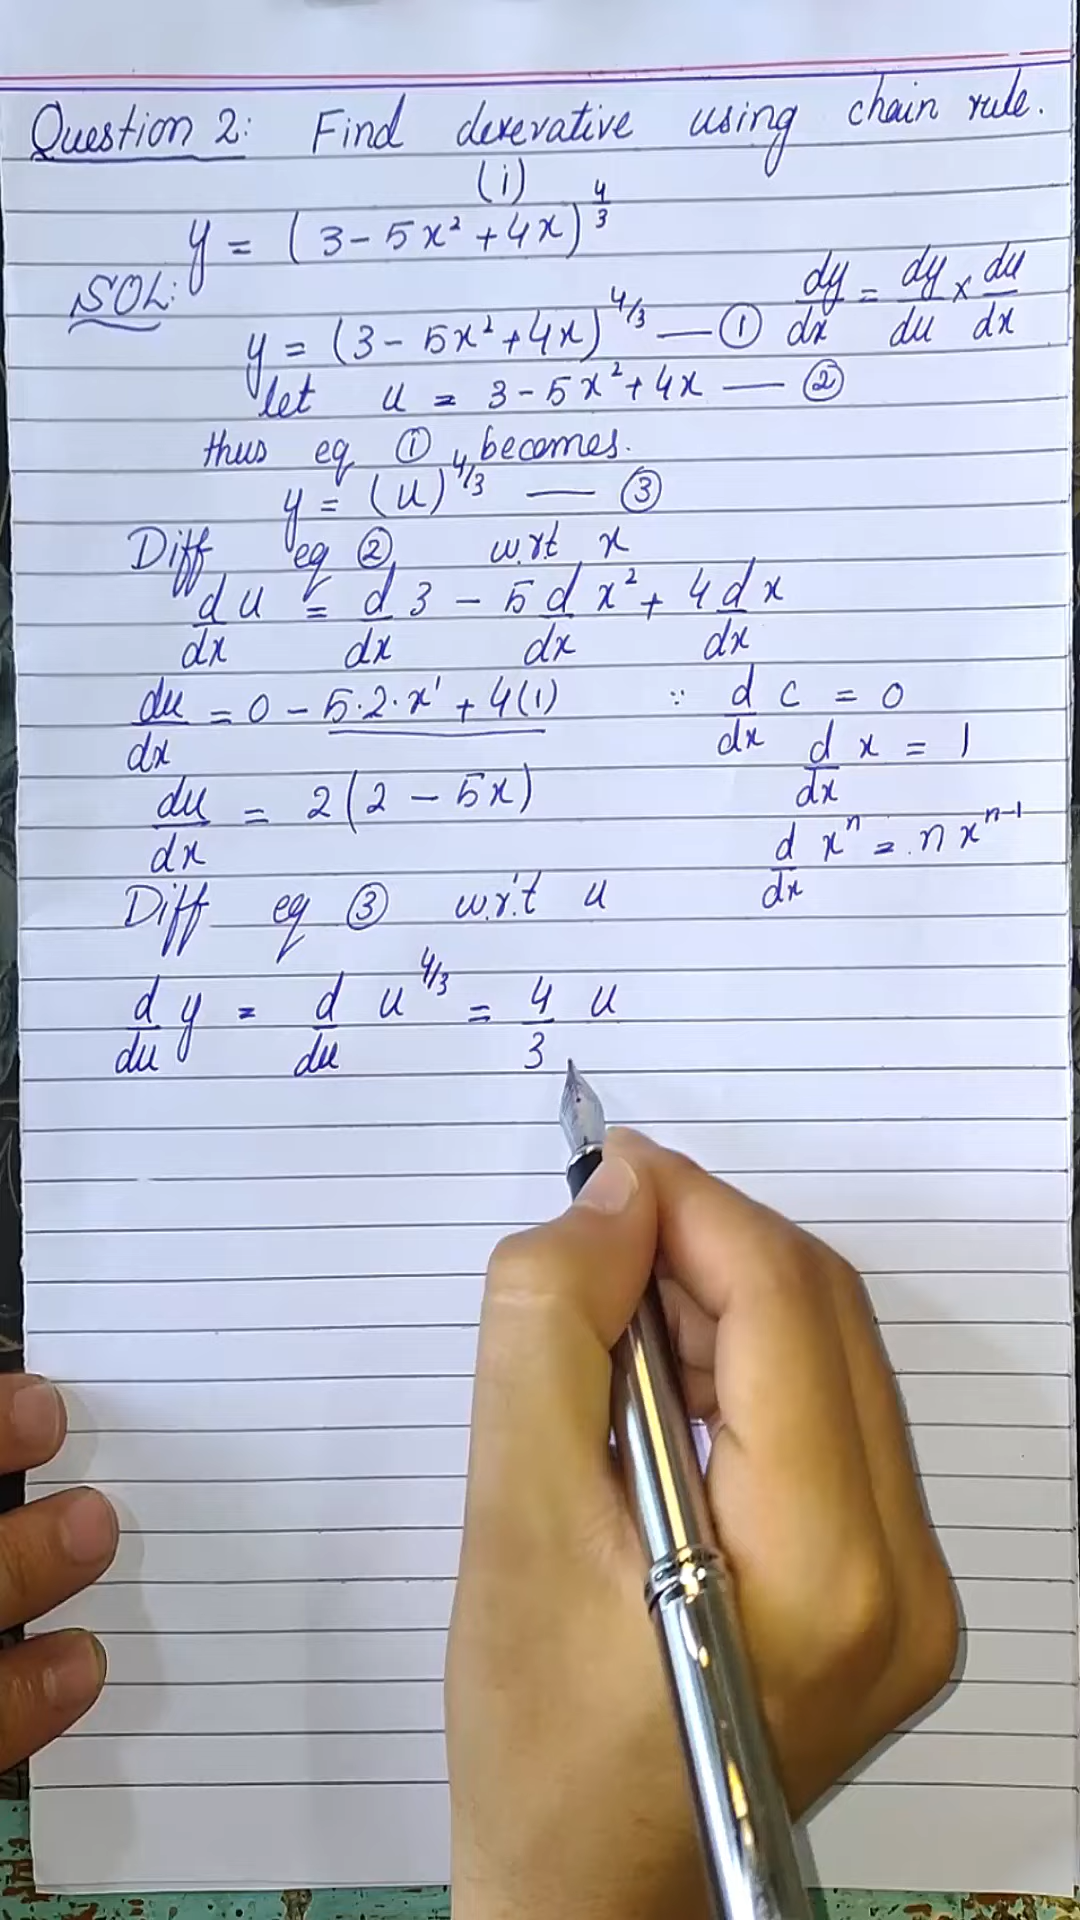 Question 2: Find derevative using chain rule.
(i)
y = (3 - 5x² + 4x)^4/3
SOL:
y = (3 - 5x² + 4x)^4/3 — ① dy/dx = dy/du × du/dx
let u = 3 - 5x² + 4x — ②
thus eq ① becomes.
y = (u)^4/3 — ③
Diff eq ② w.r.t x
d/dx u = d/dx 3 - 5 d/dx x² + 4 d/dx x
du/dx = 0 - 5·2·x¹ + 4(1) ∵ d/dx c = 0
d/dx x = 1
du/dx = 2(2 - 5x)
d/dx xⁿ = n xⁿ⁻¹
Diff eq ③ w.r.t u
d/du y = d/du u^4/3 = 4/3 u